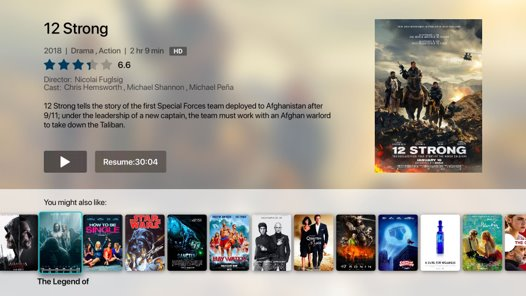 12 Strong
2018 | Drama , Action | 2 hr 9 min HD
6.6
Director: Nicolai Fuglsig
Cast: Chris Hemsworth , Michael Shannon , Michael Peña
12 Strong tells the story of the first Special Forces team deployed to Afghanistan after
9/11; under the leadership of a new captain, the team must work with an Afghan warlord
to take down the Taliban.
Resume:30:04
12 STRONG
JANUARY 19
You might also like:
HOW TO BE
SINGLE
STAR
WARS
SANCTUM
BAYWATCH
RONIN
The Legend of